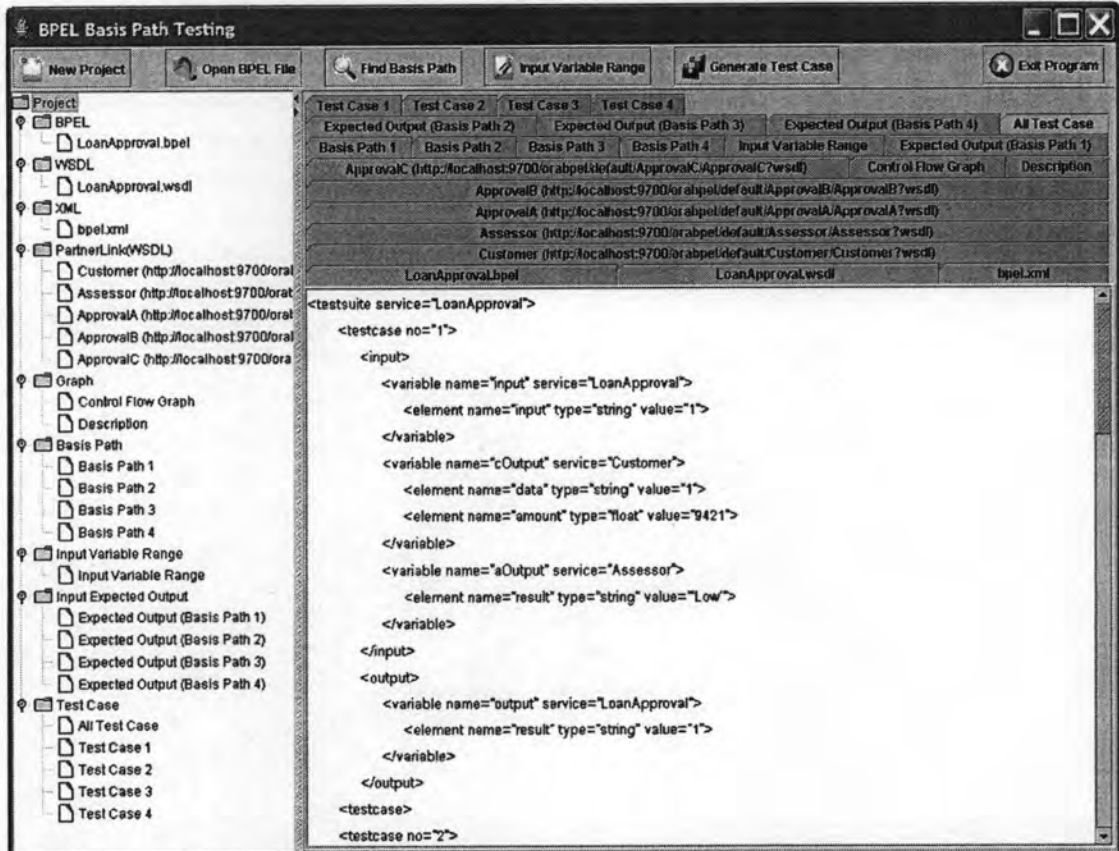 BPEL Basis Path Testing
New Project
Open BPEL File
Find Basis Path
Input Variable Range
Generate Test Case
Exit Program
Project
BPEL
LoanApproval.bpel
WSDL
LoanApproval.wsdl
XML
bpel.xml
PartnerLink(WSDL)
Customer (http://localhost:9700/oral
Assessor (http://localhost:9700/orat
ApprovalA (http://localhost:9700/oral
ApprovalB (http://localhost:9700/oral
ApprovalC (http://localhost:9700/ora
Graph
Control Flow Graph
Description
Basis Path
Basis Path 1
Basis Path 2
Basis Path 3
Basis Path 4
Input Variable Range
Input Variable Range
Input Expected Output
Expected Output (Basis Path 1)
Expected Output (Basis Path 2)
Expected Output (Basis Path 3)
Expected Output (Basis Path 4)
Test Case
All Test Case
Test Case 1
Test Case 2
Test Case 3
Test Case 4
Test Case 1 Test Case 2 Test Case 3 Test Case 4
Expected Output (Basis Path 2) Expected Output (Basis Path 3) Expected Output (Basis Path 4) All Test Case
Basis Path 1 Basis Path 2 Basis Path 3 Basis Path 4 Input Variable Range Expected Output (Basis Path 1)
ApprovalC (http://localhost:9700/orabpel/default/ApprovalC/ApprovalC?wsdl) Control Flow Graph Description
ApprovalB (http://localhost:9700/orabpel/default/ApprovalB/ApprovalB?wsdl)
ApprovalA (http://localhost:9700/orabpel/default/ApprovalA/ApprovalA?wsdl)
Assessor (http://localhost:9700/orabpel/default/Assessor/Assessor?wsdl)
Customer (http://localhost:9700/orabpel/default/Customer/Customer?wsdl)
LoanApproval.bpel LoanApproval.wsdl bpel.xml
<testsuite service="LoanApproval">
<testcase no="1">
<input>
<variable name="input" service="LoanApproval">
<element name="input" type="string" value="1">
</variable>
<variable name="cOutput" service="Customer">
<element name="data" type="string" value="1">
<element name="amount" type="float" value="9421">
</variable>
<variable name="aOutput" service="Assessor">
<element name="result" type="string" value="'Low'">
</variable>
</input>
<output>
<variable name="output" service="LoanApproval">
<element name="result" type="string" value="1">
</variable>
</output>
<testcase>
<testcase no="2">